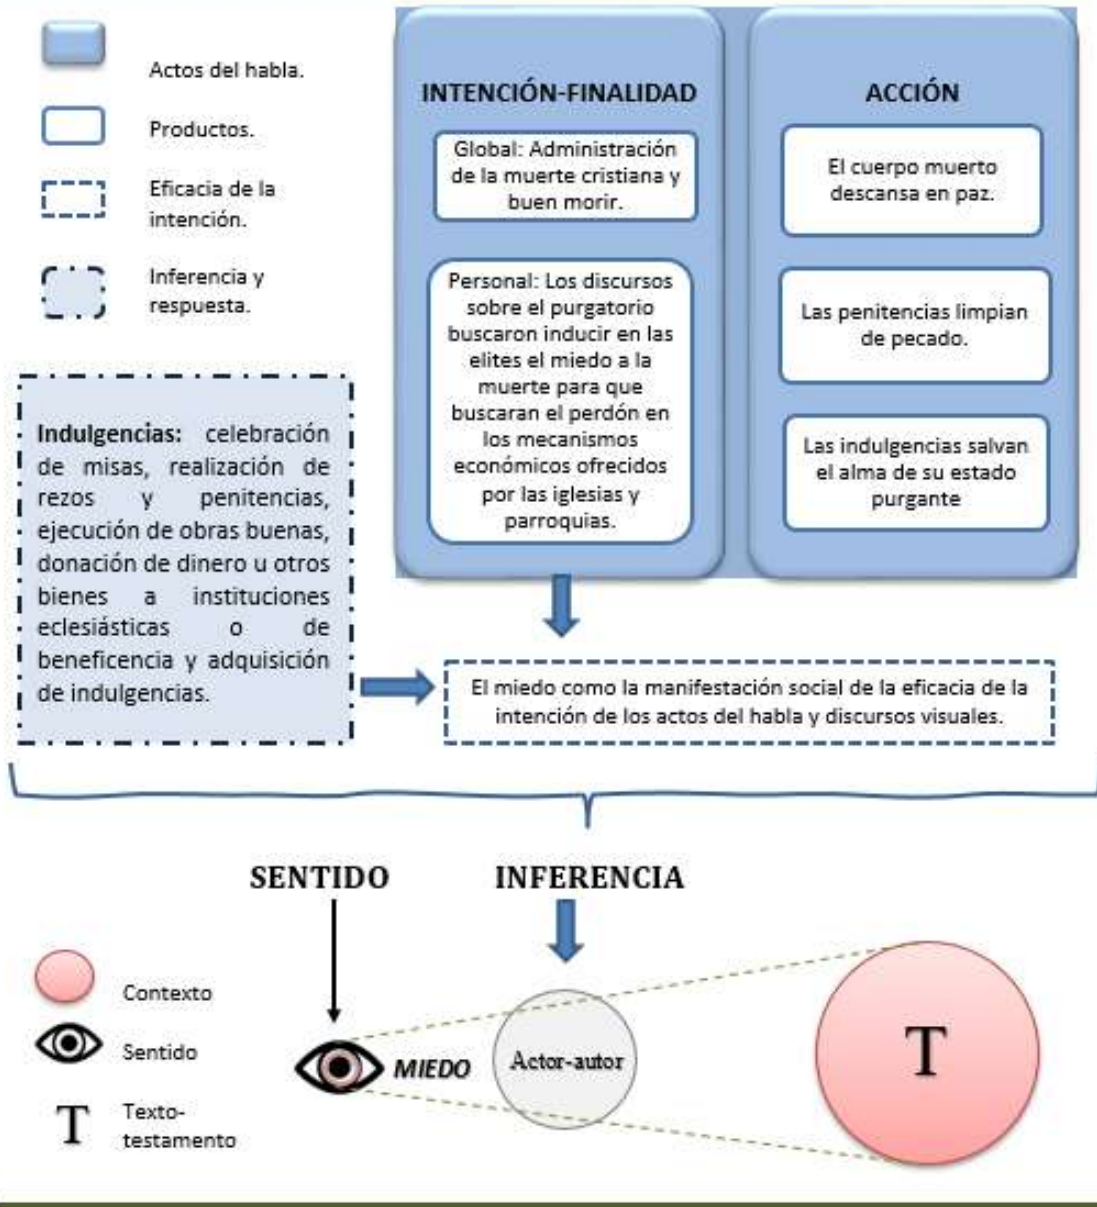 Actos del habla.
Productos.
Eficacia de la
intención.
Inferencia y
respuesta.
INTENCIÓN-FINALIDAD
Global: Administración
de la muerte cristiana y
buen morir.
Personal: Los discursos
sobre el purgatorio
buscaron inducir en las
elites el miedo a la
muerte para que
buscaran el perdón en
los mecanismos
económicos ofrecidos
por las iglesias y
parroquias.
ACCIÓN
El cuerpo muerto
descansa en paz.
Las penitencias limpian
de pecado.
Las indulgencias salvan
el alma de su estado
purgante
Indulgencias: celebración
de misas, realización de
rezos y penitencias,
ejecución de obras buenas,
donación de dinero u otros
bienes a instituciones
eclesiásticas o de
beneficencia y adquisición
de indulgencias.
El miedo como la manifestación social de la eficacia de la
intención de los actos del habla y discursos visuales.
SENTIDO
INFERENCIA
Contexto
Sentido
T
Texto-
testamento
MIEDO
Actor-autor
T